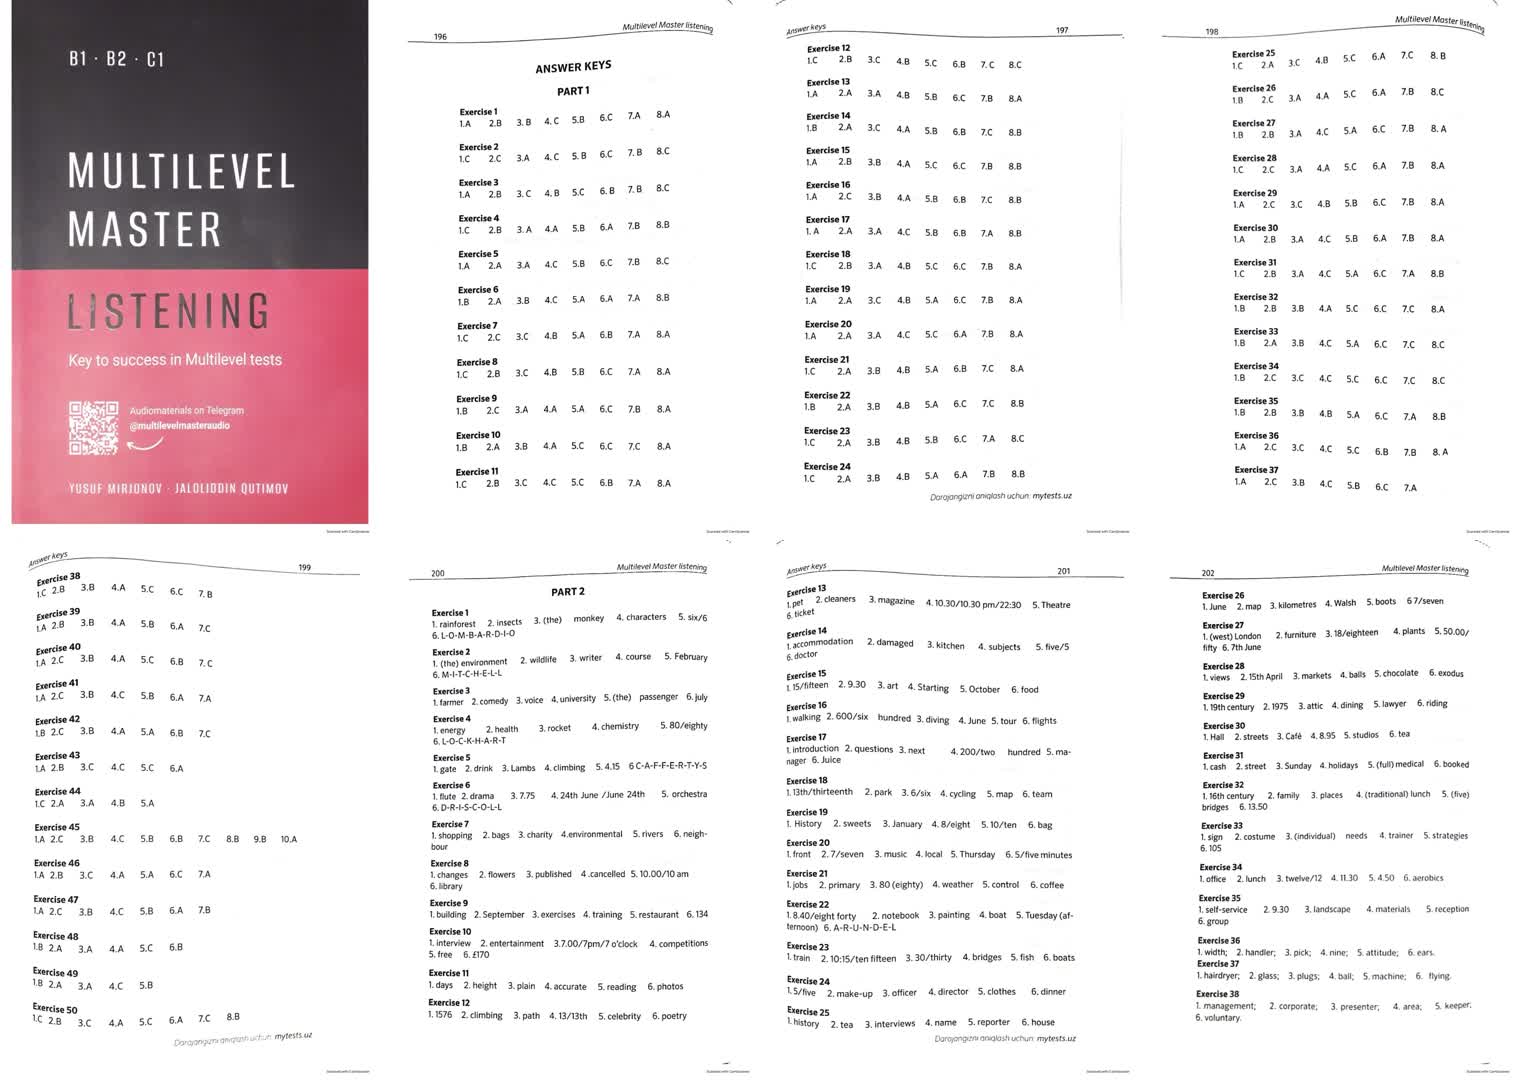 B1 · B2 · C1
MULTILEVEL
MASTER
LISTENING
Key to success in Multilevel tests
Audiomaterials on Telegram
@multilevelmasteraudio
YUSUF MIRJONOV · JALOLIDDIN QUTIMOV
Scanned with CamScanner
196
Multilevel Master listening
ANSWER KEYS
PART 1
Exercise 1
1.A 2.B 3.B 4.C 5.B 6.C 7.A 8.A
Exercise 2
1.C 2.C 3.A 4.C 5.B 6.C 7.B 8.C
Exercise 3
1.A 2.B 3.C 4.B 5.C 6.B 7.B 8.C
Exercise 4
1.C 2.B 3.A 4.A 5.B 6.A 7.B 8.B
Exercise 5
1.A 2.A 3.A 4.C 5.B 6.C 7.B 8.C
Exercise 6
1.B 2.A 3.B 4.C 5.A 6.A 7.A 8.B
Exercise 7
1.C 2.C 3.C 4.B 5.A 6.B 7.A 8.A
Exercise 8
1.C 2.B 3.C 4.B 5.B 6.C 7.A 8.A
Exercise 9
1.B 2.C 3.A 4.A 5.A 6.C 7.B 8.A
Exercise 10
1.B 2.A 3.B 4.A 5.C 6.C 7.C 8.A
Exercise 11
1.C 2.B 3.C 4.C 5.C 6.B 7.A 8.A
Scanned with CamScanner
Answer keys
197
Exercise 12
1.C 2.B 3.C 4.B 5.C 6.B 7.C 8.C
Exercise 13
1.A 2.A 3.A 4.B 5.B 6.C 7.B 8.A
Exercise 14
1.B 2.A 3.C 4.A 5.B 6.B 7.C 8.B
Exercise 15
1.A 2.B 3.B 4.A 5.C 6.C 7.B 8.B
Exercise 16
1.A 2.C 3.B 4.A 5.B 6.B 7.C 8.B
Exercise 17
1.A 2.A 3.A 4.C 5.B 6.B 7.A 8.B
Exercise 18
1.C 2.B 3.A 4.B 5.C 6.C 7.B 8.A
Exercise 19
1.A 2.A 3.C 4.B 5.A 6.C 7.B 8.A
Exercise 20
1.A 2.A 3.A 4.C 5.C 6.A 7.B 8.A
Exercise 21
1.C 2.A 3.B 4.B 5.A 6.B 7.C 8.A
Exercise 22
1.B 2.A 3.B 4.B 5.A 6.C 7.C 8.B
Exercise 23
1.C 2.A 3.B 4.B 5.B 6.C 7.A 8.C
Exercise 24
1.C 2.A 3.B 4.B 5.A 6.A 7.B 8.B
Darajangizni aniqlash uchun: mytests.uz
Scanned with CamScanner
198
Multilevel Master listening
Exercise 25
1.C 2.A 3.C 4.B 5.C 6.A 7.C 8.B
Exercise 26
1.B 2.C 3.A 4.A 5.C 6.A 7.B 8.C
Exercise 27
1.B 2.B 3.A 4.C 5.A 6.C 7.B 8.A
Exercise 28
1.C 2.C 3.A 4.A 5.C 6.A 7.B 8.A
Exercise 29
1.A 2.C 3.C 4.B 5.B 6.C 7.B 8.A
Exercise 30
1.A 2.B 3.A 4.C 5.B 6.A 7.B 8.A
Exercise 31
1.C 2.B 3.A 4.C 5.A 6.C 7.A 8.B
Exercise 32
1.B 2.B 3.B 4.A 5.C 6.C 7.C 8.A
Exercise 33
1.B 2.A 3.B 4.C 5.A 6.C 7.C 8.C
Exercise 34
1.B 2.C 3.C 4.C 5.C 6.C 7.C 8.C
Exercise 35
1.B 2.B 3.B 4.B 5.A 6.C 7.A 8.B
Exercise 36
1.A 2.C 3.C 4.C 5.C 6.B 7.B 8.A
Exercise 37
1.A 2.C 3.B 4.C 5.B 6.C 7.A
Scanned with CamScanner
Answer keys
199
Exercise 38
1.C 2.B 3.B 4.A 5.C 6.C 7.B
Exercise 39
1.A 2.B 3.B 4.A 5.B 6.A 7.C
Exercise 40
1.A 2.C 3.B 4.A 5.C 6.B 7.C
Exercise 41
1.A 2.C 3.B 4.C 5.B 6.A 7.A
Exercise 42
1.B 2.C 3.B 4.A 5.A 6.B 7.C
Exercise 43
1.A 2.B 3.C 4.C 5.C 6.A
Exercise 44
1.C 2.A 3.A 4.B 5.A
Exercise 45
1.A 2.C 3.B 4.C 5.B 6.B 7.C 8.B 9.B 10.A
Exercise 46
1.A 2.B 3.C 4.A 5.A 6.C 7.A
Exercise 47
1.A 2.C 3.B 4.C 5.B 6.A 7.B
Exercise 48
1.B 2.A 3.A 4.A 5.C 6.B
Exercise 49
1.B 2.A 3.A 4.C 5.B
Exercise 50
1.C 2.B 3.C 4.A 5.C 6.A 7.C 8.B
Darajangizni aniqlash uchun: mytests.uz
Scanned with CamScanner
200
Multilevel Master listening
PART 2
Exercise 1
1. rainforest 2. insects 3. (the) monkey 4. characters 5. six/6
6. L-O-M-B-A-R-D-I-O
Exercise 2
1. (the) environment 2. wildlife 3. writer 4. course 5. February
6. M-I-T-C-H-E-L-L
Exercise 3
1. farmer 2. comedy 3. voice 4. university 5. (the) passenger 6. july
Exercise 4
1. energy 2. health 3. rocket 4. chemistry 5. 80/eighty
6. L-O-C-K-H-A-R-T
Exercise 5
1. gate 2. drink 3. Lambs 4. climbing 5. 4.15 6 C-A-F-F-E-R-T-Y-S
Exercise 6
1. flute 2. drama 3. 7.75 4. 24th June /June 24th 5. orchestra
6. D-R-I-S-C-O-L-L
Exercise 7
1. shopping 2. bags 3. charity 4.environmental 5. rivers 6. neigh-
bour
Exercise 8
1. changes 2. flowers 3. published 4 .cancelled 5. 10.00/10 am
6. library
Exercise 9
1. building 2. September 3. exercises 4. training 5. restaurant 6. 134
Exercise 10
1. interview 2. entertainment 3.7.00/7pm/7 o'clock 4. competitions
5. free 6. £170
Exercise 11
1. days 2. height 3. plain 4. accurate 5. reading 6. photos
Exercise 12
1. 1576 2. climbing 3. path 4. 13/13th 5. celebrity 6. poetry
Scanned with CamScanner
Answer keys
201
Exercise 13
1.pet 2. cleaners 3. magazine 4. 10.30/10.30 pm/22:30 5. Theatre
6. ticket
Exercise 14
1. accommodation 2. damaged 3. kitchen 4. subjects 5. five/5
6. doctor
Exercise 15
1. 15/fifteen 2. 9.30 3. art 4. Starting 5. October 6. food
Exercise 16
1. walking 2. 600/six hundred 3. diving 4. June 5. tour 6. flights
Exercise 17
1. introduction 2. questions 3. next 4. 200/two hundred 5. ma-
nager 6. Juice
Exercise 18
1. 13th/thirteenth 2. park 3. 6/six 4. cycling 5. map 6. team
Exercise 19
1. History 2. sweets 3. January 4. 8/eight 5. 10/ten 6. bag
Exercise 20
1. front 2. 7/seven 3. music 4. local 5. Thursday 6. 5/five minutes
Exercise 21
1. jobs 2. primary 3. 80 (eighty) 4. weather 5. control 6. coffee
Exercise 22
1. 8.40/eight forty 2. notebook 3. painting 4. boat 5. Tuesday (af-
ternoon) 6. A-R-U-N-D-E-L
Exercise 23
1. train 2. 10:15/ten fifteen 3. 30/thirty 4. bridges 5. fish 6. boats
Exercise 24
1. 5/five 2. make-up 3. officer 4. director 5. clothes 6. dinner
Exercise 25
1. history 2. tea 3. interviews 4. name 5. reporter 6. house
Darajangizni aniqlash uchun: mytests.uz
Scanned with CamScanner
202
Multilevel Master listening
Exercise 26
1. June 2. map 3. kilometres 4. Walsh 5. boots 6 7/seven
Exercise 27
1. (west) London 2. furniture 3. 18/eighteen 4. plants 5. 50.00/
fifty 6. 7th June
Exercise 28
1. views 2. 15th April 3. markets 4. balls 5. chocolate 6. exodus
Exercise 29
1. 19th century 2. 1975 3. attic 4. dining 5. lawyer 6. riding
Exercise 30
1. Hall 2. streets 3. Café 4. 8.95 5. studios 6. tea
Exercise 31
1. cash 2. street 3. Sunday 4. holidays 5. (full) medical 6. booked
Exercise 32
1. 16th century 2. family 3. places 4. (traditional) lunch 5. (five)
bridges 6. 13.50
Exercise 33
1. sign 2. costume 3. (individual) needs 4. trainer 5. strategies
6. 105
Exercise 34
1. office 2. lunch 3. twelve/12 4. 11.30 5. 4.50 6. aerobics
Exercise 35
1. self-service 2. 9.30 3. landscape 4. materials 5. reception
6. group
Exercise 36
1. width; 2. handler; 3. pick; 4. nine; 5. attitude; 6. ears.
Exercise 37
1. hairdryer; 2. glass; 3. plugs; 4. ball; 5. machine; 6. flying.
Exercise 38
1. management; 2. corporate; 3. presenter; 4. area; 5. keeper;
6. voluntary.
Scanned with CamScanner